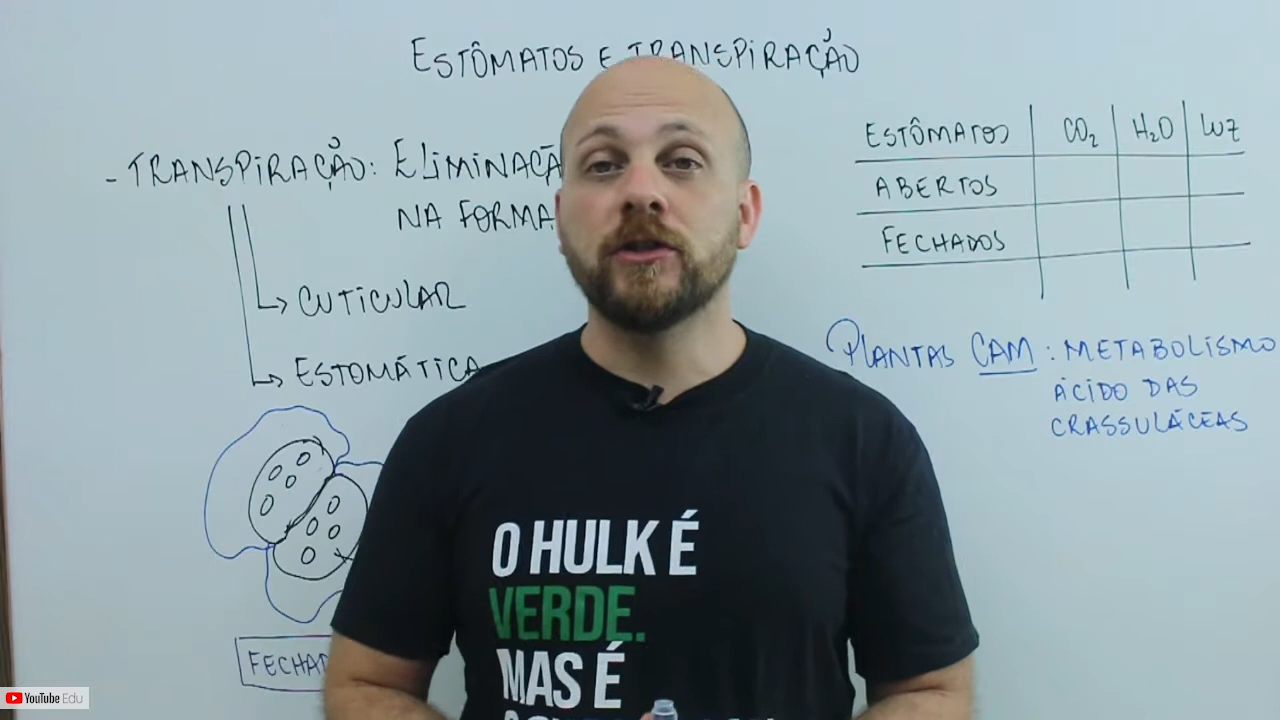 ESTÔMATOS E TRANSPIRAÇÃO
- TRANSPIRAÇÃO: ELIMINAÇÃ
NA FORMA
CUTICULAR
ESTOMÁTICA
FECHAD
ESTÔMATOS CO₂ H₂O LUZ
ABERTOS
FECHADOS
PLANTAS CAM: METABOLISMO
ÁCIDO DAS
CRASSULÁCEAS
O HULK É
VERDE.
MAS É
YouTube Edu